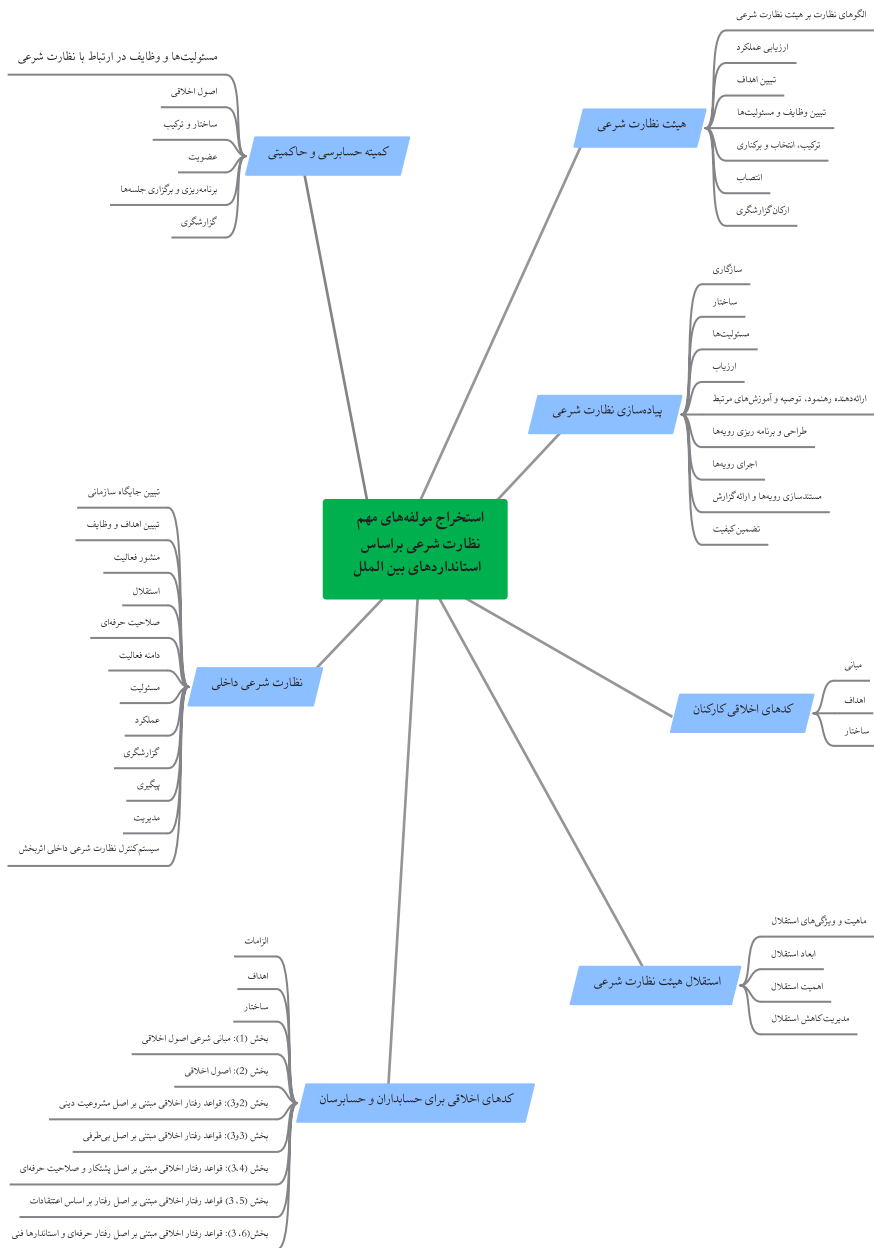 استخراج مولفه‌های مهم
نظارت شرعی براساس
استانداردهای بین الملل
هیئت نظارت شرعی
الگوهای نظارت بر هیئت نظارت شرعی
ارزیابی عملکرد
تبیین اهداف
تبیین وظایف و مسئولیت‌ها
ترکیب، انتخاب و برکناری
انتصاب
ارکان گزارشگری
پیاده‌سازی نظارت شرعی
سازگاری
ساختار
مسئولیت‌ها
ارزیاب
ارائه‌دهنده رهنمود، توصیه و آموزش‌های مرتبط
طراحی و برنامه ریزی رویه‌ها
اجرای رویه‌ها
مستندسازی رویه‌ها و ارائه گزارش
تضمین کیفیت
کدهای اخلاقی کارکنان
مبانی
اهداف
ساختار
استقلال هیئت نظارت شرعی
ماهیت و ویژگی‌های استقلال
ابعاد استقلال
اهمیت استقلال
مدیریت کاهش استقلال
کمیته حسابرسی و حاکمیتی
مسئولیت‌ها و وظایف در ارتباط با نظارت شرعی
اصول اخلاقی
ساختار و ترکیب
عضویت
برنامه‌ریزی و برگزاری جلسه‌ها
گزارشگری
نظارت شرعی داخلی
تبیین جایگاه سازمانی
تبیین اهداف و وظایف
منشور فعالیت
استقلال
صلاحیت حرفه‌ای
دامنه فعالیت
مسئولیت
عملکرد
گزارشگری
پیگیری
مدیریت
سیستم کنترل نظارت شرعی داخلی اثربخش
کدهای اخلاقی برای حسابداران و حسابرسان
الزامات
اهداف
ساختار
بخش (1): مبانی شرعی اصول اخلاقی
بخش (2): اصول اخلاقی
بخش (2و3): قواعد رفتار اخلاقی مبتنی بر اصل مشروعیت دینی
بخش (3و3): قواعد رفتار اخلاقی مبتنی بر اصل بی‌طرفی
بخش (3،4): قواعد رفتار اخلاقی مبتنی بر اصل پشتکار و صلاحیت حرفه‌ای
بخش (5، 3) قواعد رفتار اخلاقی مبتنی بر اصل رفتار بر اساس اعتتقادات
بخش(6، 3): قواعد رفتار اخلاقی مبتنی بر اصل رفتار حرفه‌ای و استاندارها فنی